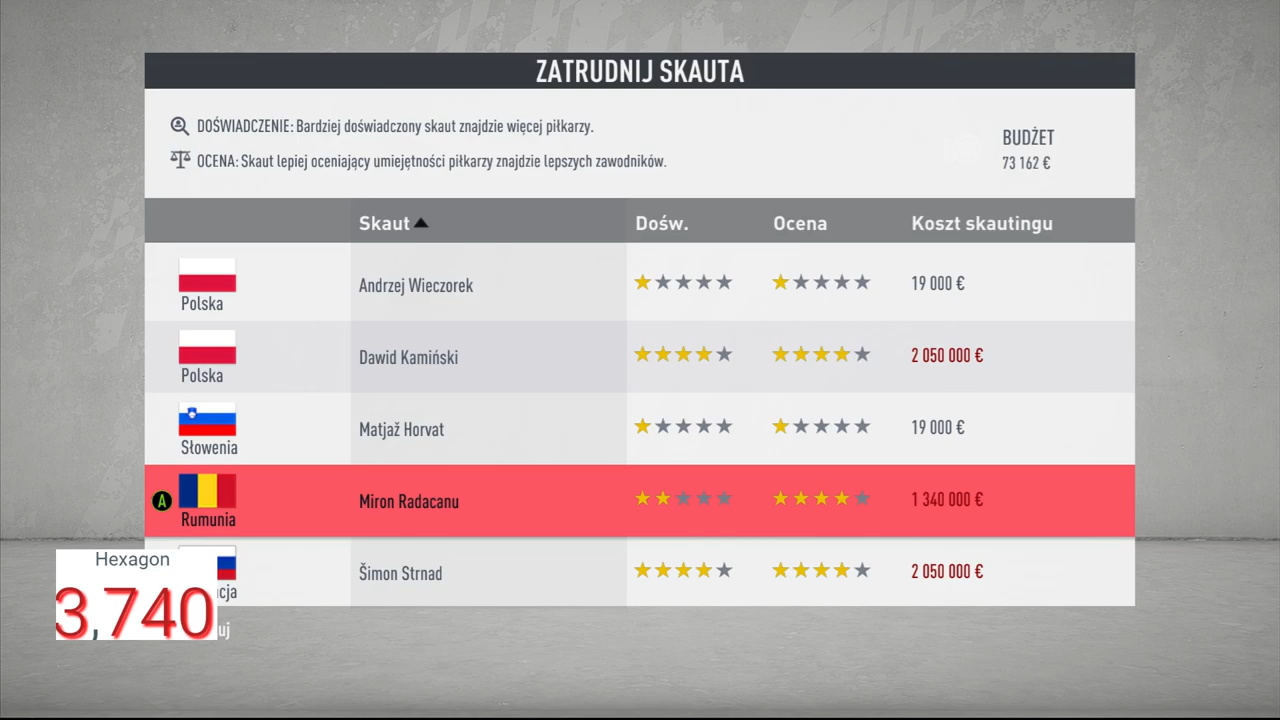 ZATRUDNIJ SKAUTA
DOŚWIADCZENIE: Bardziej doświadczony skaut znajdzie więcej piłkarzy.
OCENA: Skaut lepiej oceniający umiejętności piłkarzy znajdzie lepszych zawodników.
BUDŻET
73 162 €
Skaut Dośw. Ocena Koszt skautingu
Polska Andrzej Wieczorek 19 000 €
Polska Dawid Kamiński 2 050 000 €
Słowenia Matjaž Horvat 19 000 €
A Rumunia Miron Radacanu 1 340 000 €
Šimon Strnad 2 050 000 €
Hexagon
3,740